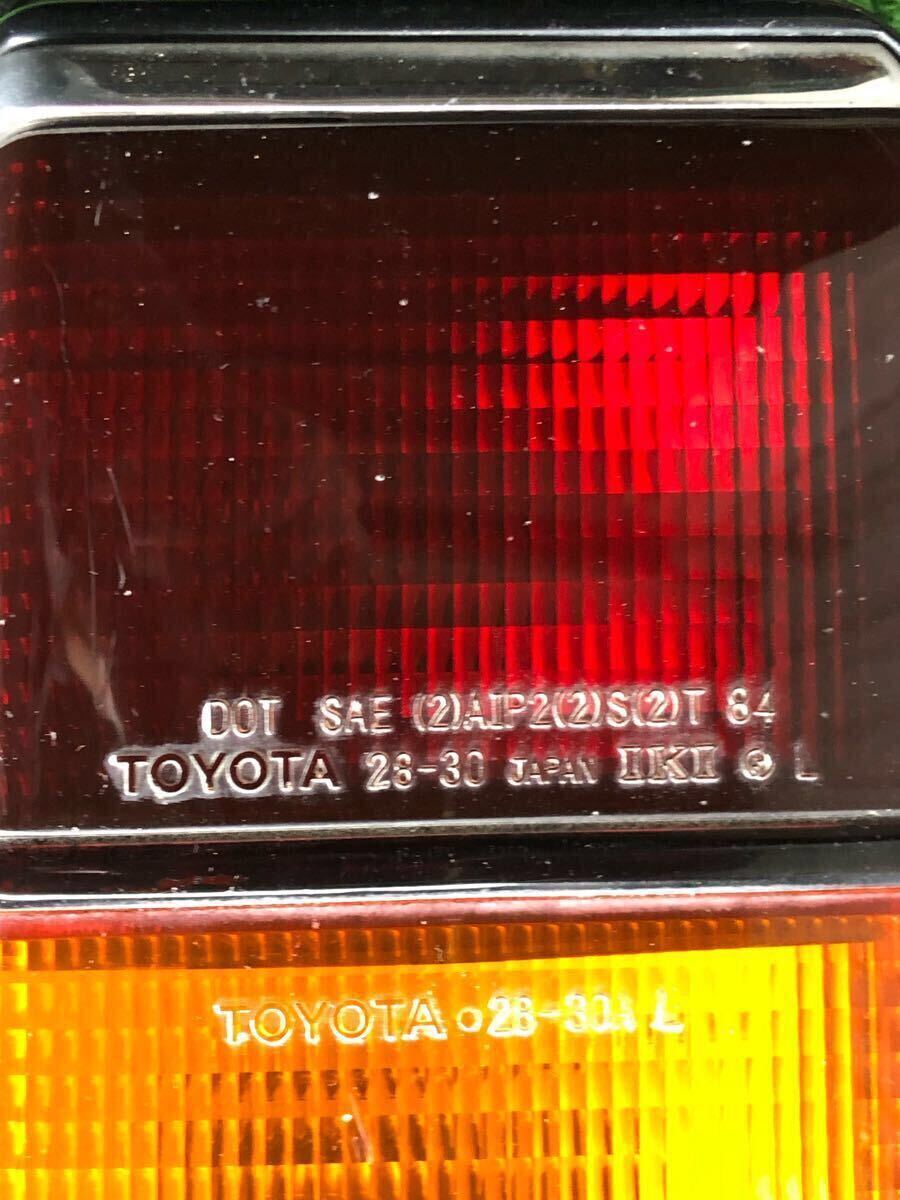 DOT SAE (2)AIP2(2)S(2)T 84
TOYOTA 28-30 JAPAN IKI L
TOYOTA 28-30A L